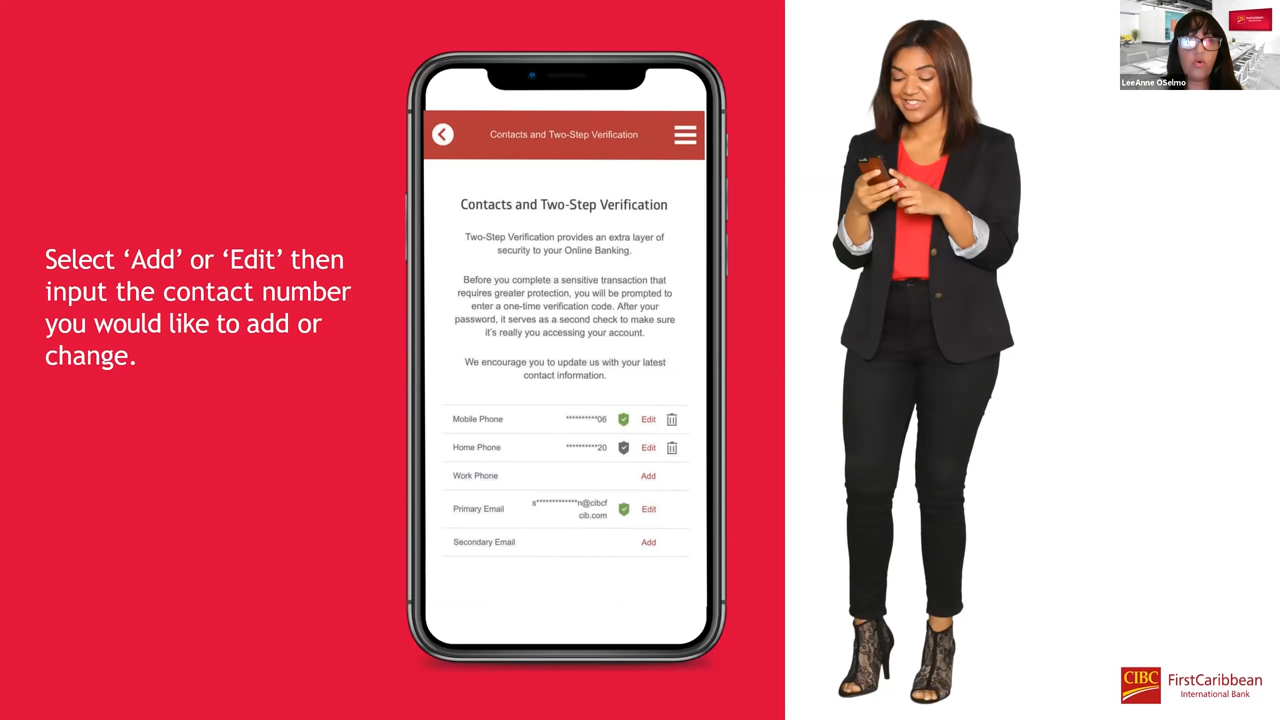 Select ‘Add’ or ‘Edit’ then
input the contact number
you would like to add or
change.
Contacts and Two-Step Verification
Contacts and Two-Step Verification
Two-Step Verification provides an extra layer of
security to your Online Banking.
Before you complete a sensitive transaction that
requires greater protection, you will be prompted to
enter a one-time verification code. After your
password, it serves as a second check to make sure
it's really you accessing your account.
We encourage you to update us with your latest
contact information.
Mobile Phone **********06 Edit
Home Phone **********20 Edit
Work Phone Add
Primary Email s*************n@cibcf
cib.com Edit
Secondary Email Add
LeeAnne OSelmo
CIBC FirstCaribbean
International Bank